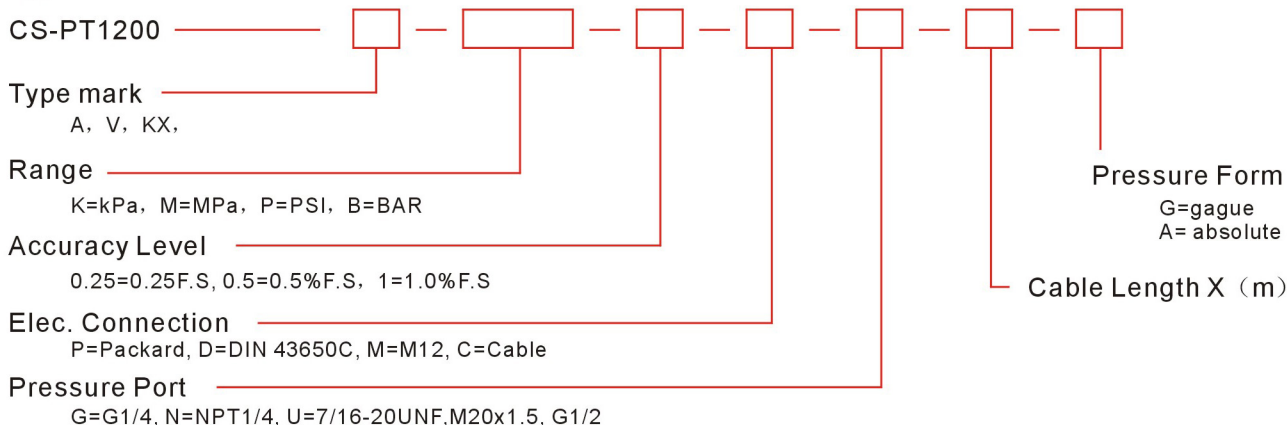 CS-PT1200
Type mark
A，V，KX，
Range
K=kPa，M=MPa，P=PSI，B=BAR
Accuracy Level
0.25=0.25F.S, 0.5=0.5%F.S，1=1.0%F.S
Elec. Connection
P=Packard, D=DIN 43650C, M=M12, C=Cable
Pressure Port
G=G1/4, N=NPT1/4, U=7/16-20UNF,M20x1.5, G1/2
Pressure Form
G=gague
A= absolute
Cable Length X（m）